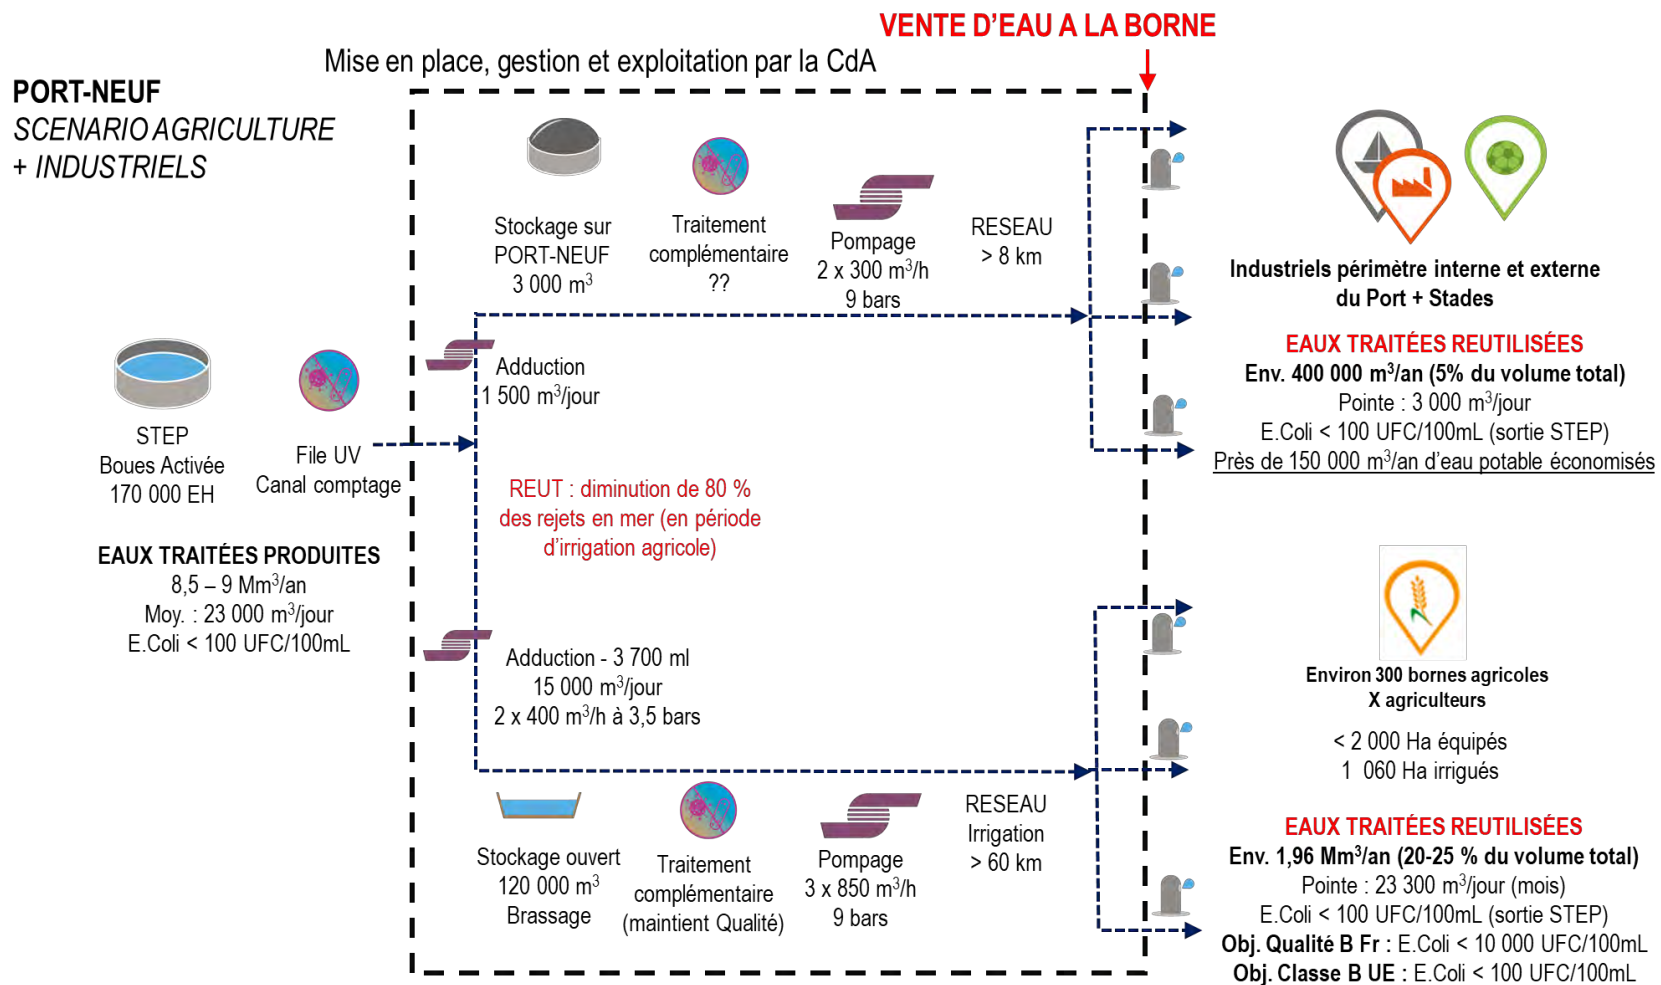 VENTE D'EAU A LA BORNE
Mise en place, gestion et exploitation par la CdA
PORT-NEUF
SCENARIO AGRICULTURE
+ INDUSTRIELS
Stockage sur
PORT-NEUF
3 000 m³
Traitement
complémentaire
??
Pompage
2 x 300 m³/h
9 bars
RESEAU
> 8 km
Industriels périmètre interne et externe
du Port + Stades
EAUX TRAITÉES REUTILISÉES
Env. 400 000 m³/an (5% du volume total)
Pointe : 3 000 m³/jour
E.Coli < 100 UFC/100mL (sortie STEP)
Près de 150 000 m³/an d'eau potable économisés
Adduction
1 500 m³/jour
STEP
Boues Activée
170 000 EH
File UV
Canal comptage
REUT : diminution de 80 %
des rejets en mer (en période
d'irrigation agricole)
EAUX TRAITÉES PRODUITES
8,5 – 9 Mm³/an
Moy. : 23 000 m³/jour
E.Coli < 100 UFC/100mL
Adduction - 3 700 ml
15 000 m³/jour
2 x 400 m³/h à 3,5 bars
Environ 300 bornes agricoles
X agriculteurs
< 2 000 Ha équipés
1 060 Ha irrigués
Stockage ouvert
120 000 m³
Brassage
Traitement
complémentaire
(maintient Qualité)
Pompage
3 x 850 m³/h
9 bars
RESEAU
Irrigation
> 60 km
EAUX TRAITÉES REUTILISÉES
Env. 1,96 Mm³/an (20-25 % du volume total)
Pointe : 23 300 m³/jour (mois)
E.Coli < 100 UFC/100mL (sortie STEP)
Obj. Qualité B Fr : E.Coli < 10 000 UFC/100mL
Obj. Classe B UE : E.Coli < 100 UFC/100mL